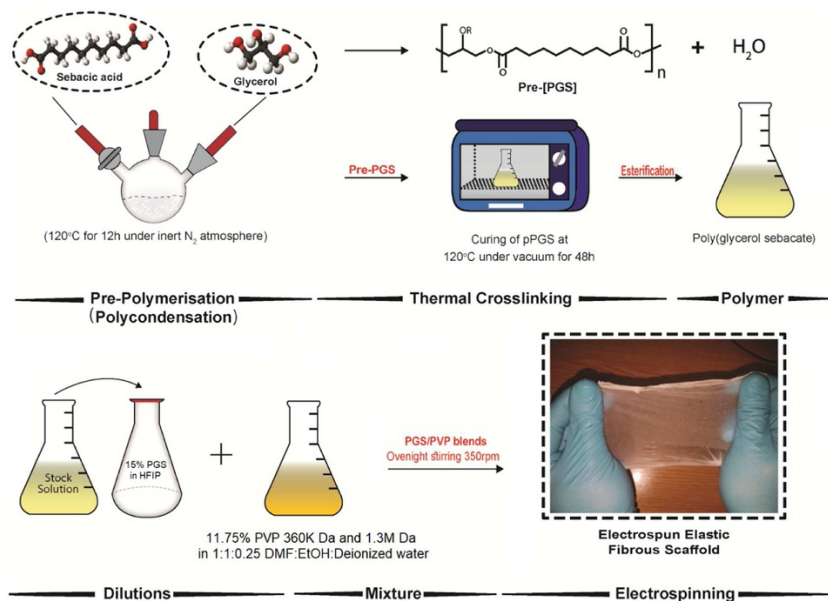 Sebacic acid
Glycerol
OR
O
O
O
O
n
Pre-[PGS]
+
H₂O
(120°C for 12h under inert N₂ atmosphere)
Pre-PGS
Curing of pPGS at
120°C under vacuum for 48h
Esterification
Poly(glycerol sebacate)
Pre-Polymerisation
(Polycondensation)
Thermal Crosslinking
Polymer
Stock
Solution
15% PGS
in HFIP
+
11.75% PVP 360K Da and 1.3M Da
in 1:1:0.25 DMF:EtOH:Deionized water
PGS/PVP blends
Overnight stirring 350rpm
Electrospun Elastic
Fibrous Scaffold
Dilutions
Mixture
Electrospinning